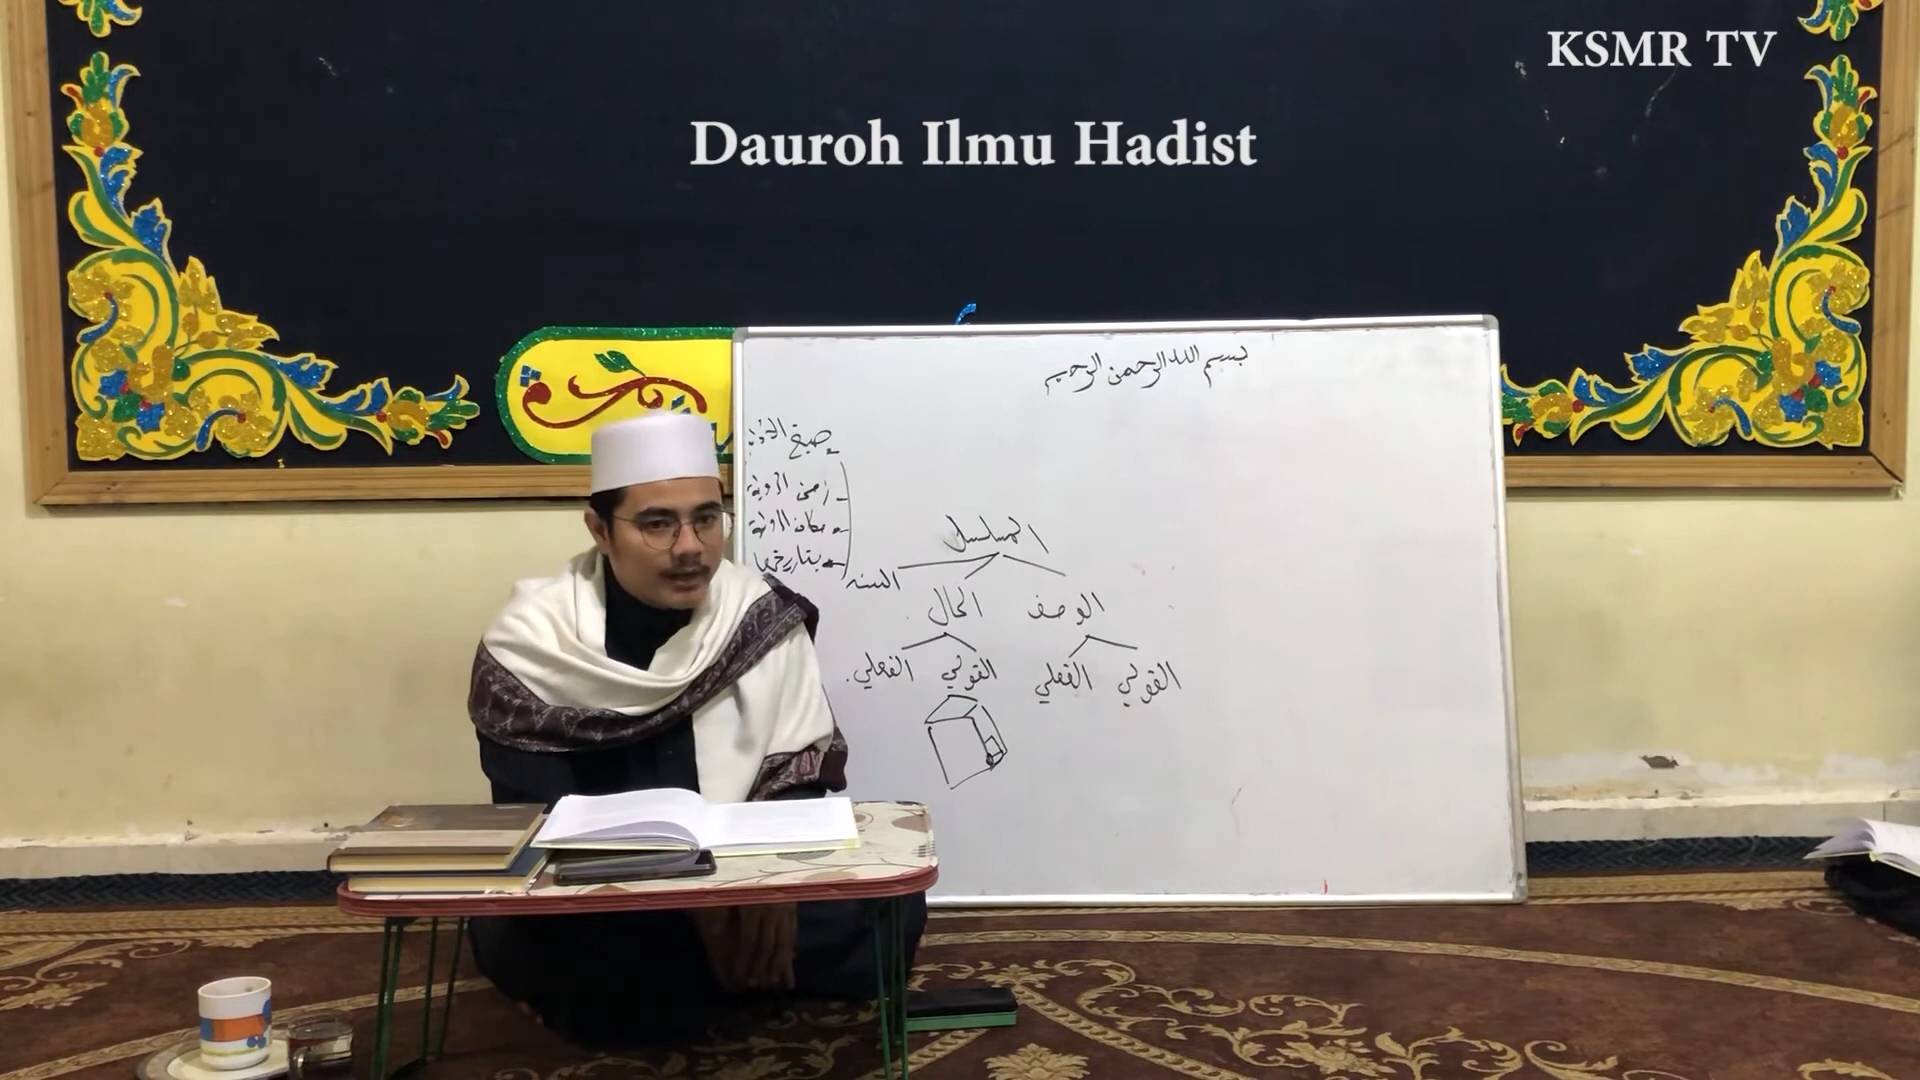 KSMR TV
Dauroh Ilmu Hadist
بسم الله الرحمن الرحيم
صيغ
- زمن الرواية
- مكان الرواية
- بتاريخها
المسلسل
الوصف الحال السند
القولي الفعلي القولي الفعلي.